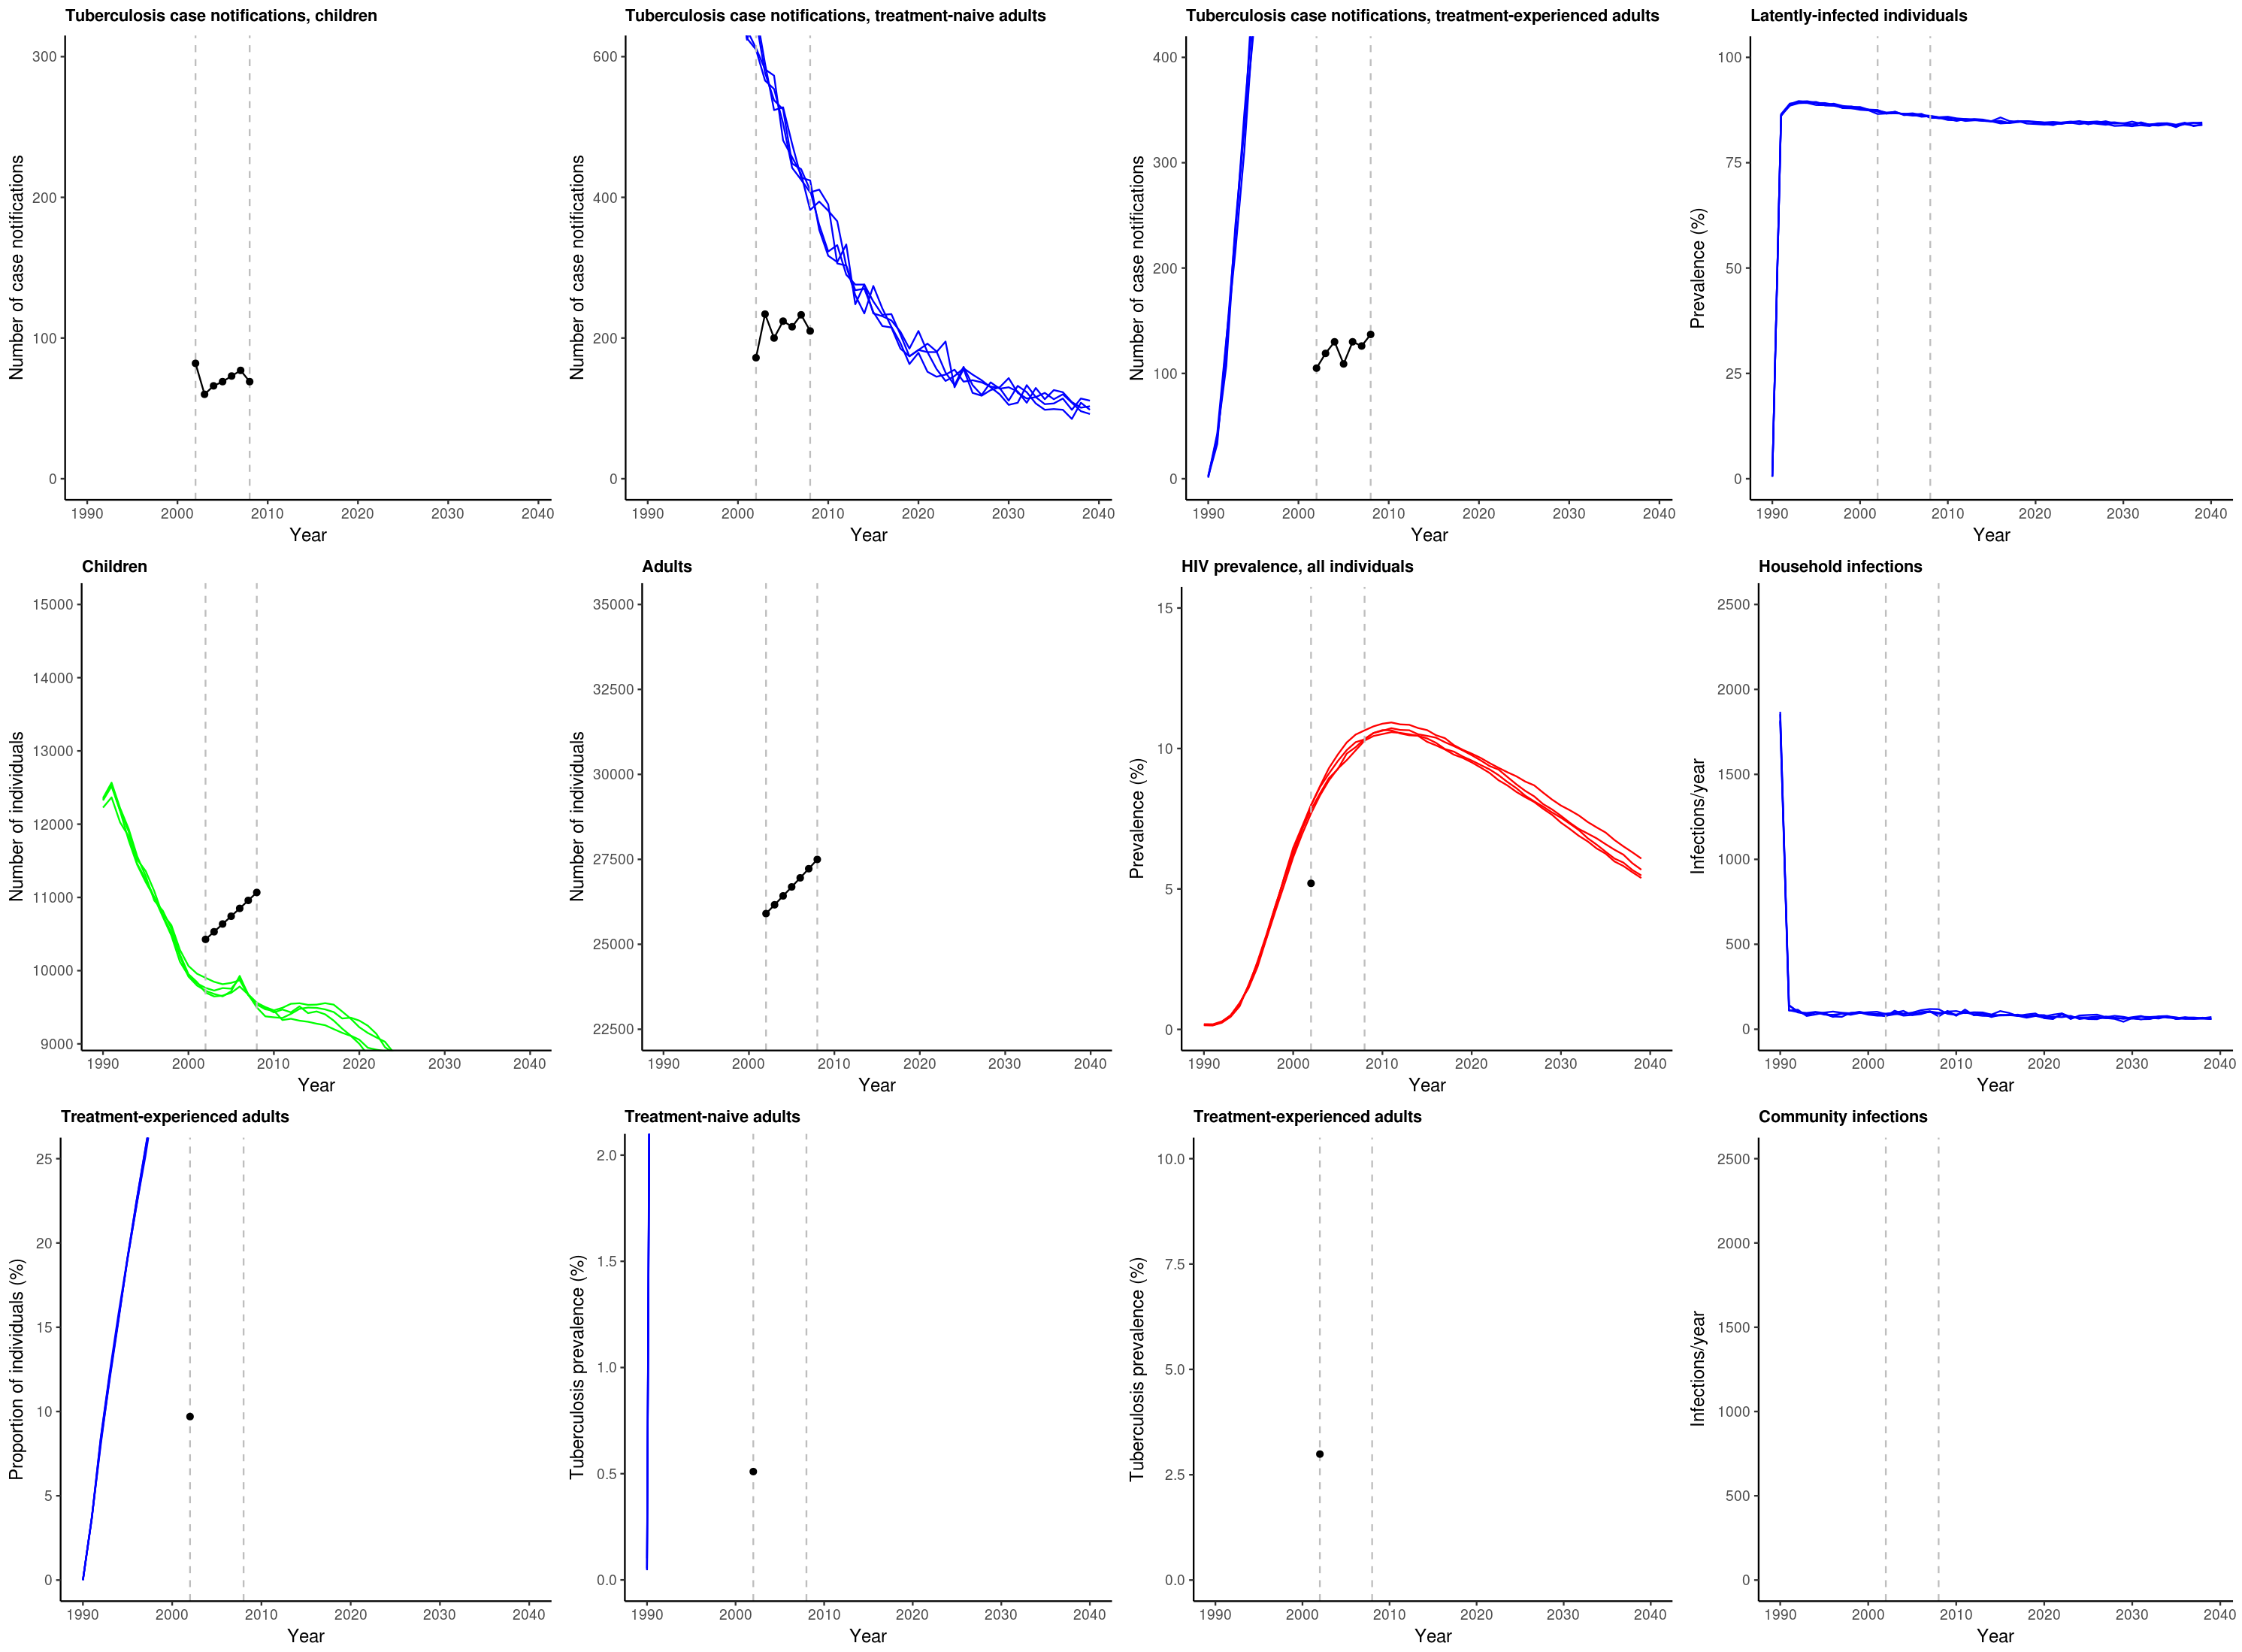 Tuberculosis case notifications, children
Number of case notifications
300
200
100
0
1990 2000 2010 2020 2030 2040
Year
Tuberculosis case notifications, treatment-naive adults
Number of case notifications
600
400
200
0
1990 2000 2010 2020 2030 2040
Year
Tuberculosis case notifications, treatment-experienced adults
Number of case notifications
400
300
200
100
0
1990 2000 2010 2020 2030 2040
Year
Latently-infected individuals
Prevalence (%)
100
75
50
25
0
1990 2000 2010 2020 2030 2040
Year
Children
Number of individuals
15000
14000
13000
12000
11000
10000
9000
1990 2000 2010 2020 2030 2040
Year
Adults
Number of individuals
35000
32500
30000
27500
25000
22500
1990 2000 2010 2020 2030 2040
Year
HIV prevalence, all individuals
Prevalence (%)
15
10
5
0
1990 2000 2010 2020 2030 2040
Year
Household infections
Infections/year
2500
2000
1500
1000
500
0
1990 2000 2010 2020 2030 2040
Year
Treatment-experienced adults
Proportion of individuals (%)
25
20
15
10
5
0
1990 2000 2010 2020 2030 2040
Year
Treatment-naive adults
Tuberculosis prevalence (%)
2.0
1.5
1.0
0.5
0.0
1990 2000 2010 2020 2030 2040
Year
Treatment-experienced adults
Tuberculosis prevalence (%)
10.0
7.5
5.0
2.5
0.0
1990 2000 2010 2020 2030 2040
Year
Community infections
Infections/year
2500
2000
1500
1000
500
0
1990 2000 2010 2020 2030 2040
Year